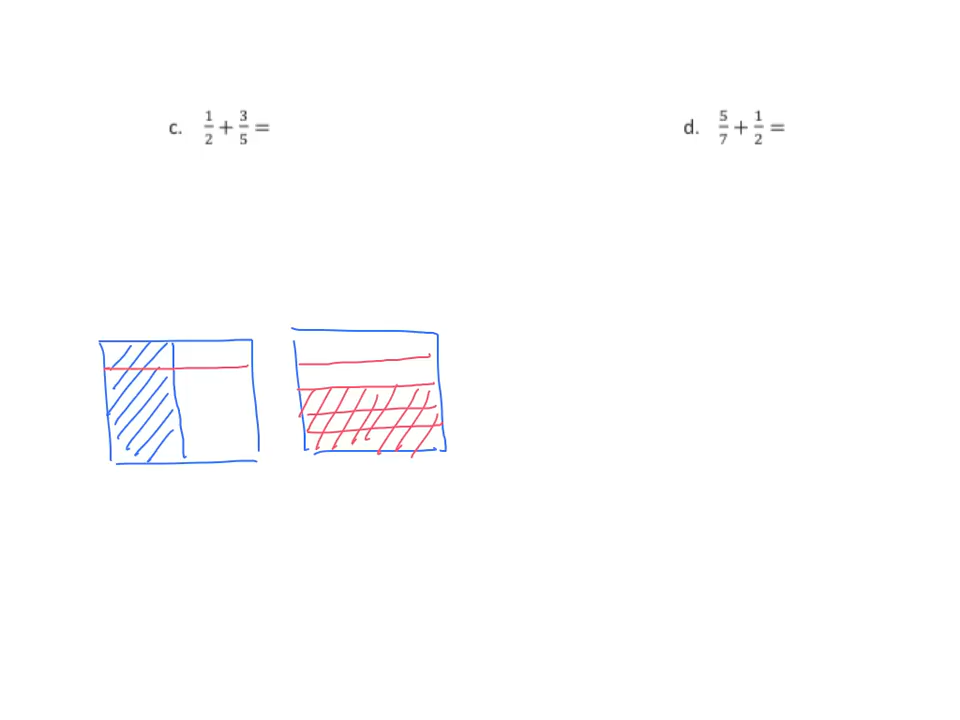 c. 1/2 + 3/5 =
d. 5/7 + 1/2 =